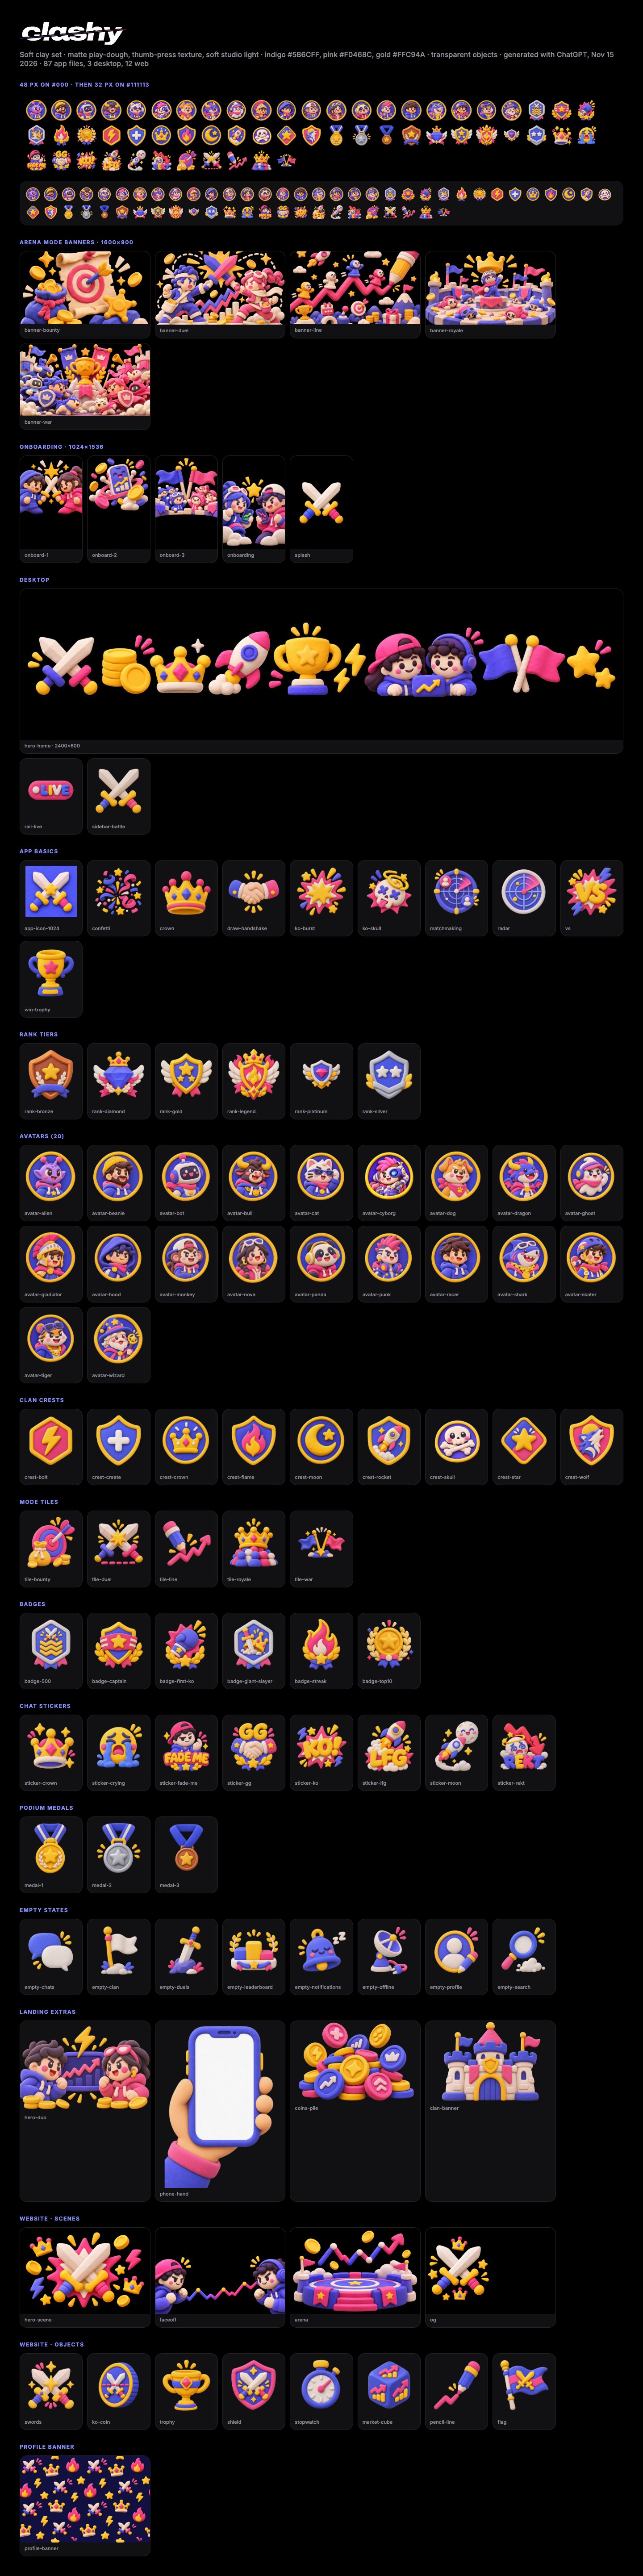 clashy
Soft clay set · matte play-dough, thumb-press texture, soft studio light · indigo #5B6CFF, pink #F0468C, gold #FFC94A · transparent objects · generated with ChatGPT, Nov 15
2026 · 87 app files, 3 desktop, 12 web
48 PX ON #000 · THEN 32 PX ON #111113
ARENA MODE BANNERS · 1600×900
banner-bounty
banner-duel
banner-line
banner-royale
banner-war
ONBOARDING · 1024×1536
onboard-1
onboard-2
onboard-3
onboarding
splash
DESKTOP
hero-home · 2400×600
LIVE
rail-live
sidebar-battle
APP BASICS
VS
app-icon-1024
confetti
crown
draw-handshake
ko-burst
ko-skull
matchmaking
radar
vs
win-trophy
RANK TIERS
rank-bronze
rank-diamond
rank-gold
rank-legend
rank-platinum
rank-silver
AVATARS (20)
avatar-alien
avatar-beanie
avatar-bot
avatar-bull
avatar-cat
avatar-cyborg
avatar-dog
avatar-dragon
avatar-ghost
avatar-gladiator
avatar-hood
avatar-monkey
avatar-nova
avatar-panda
avatar-punk
avatar-racer
avatar-shark
avatar-skater
avatar-tiger
avatar-wizard
CLAN CRESTS
crest-bolt
crest-create
crest-crown
crest-flame
crest-moon
crest-rocket
crest-skull
crest-star
crest-wolf
MODE TILES
tile-bounty
tile-duel
tile-line
tile-royale
tile-war
BADGES
badge-500
badge-captain
badge-first-ko
badge-giant-slayer
badge-streak
badge-top10
CHAT STICKERS
FADE ME
GG
KO!
LFG
REKT
sticker-crown
sticker-crying
sticker-fade-me
sticker-gg
sticker-ko
sticker-lfg
sticker-moon
sticker-rekt
PODIUM MEDALS
medal-1
medal-2
medal-3
EMPTY STATES
empty-chats
empty-clan
empty-duels
empty-leaderboard
empty-notifications
empty-offline
empty-profile
empty-search
LANDING EXTRAS
hero-duo
phone-hand
coins-pile
clan-banner
WEBSITE · SCENES
hero-scene
faceoff
arena
og
WEBSITE · OBJECTS
swords
ko-coin
trophy
shield
stopwatch
market-cube
pencil-line
flag
PROFILE BANNER
profile-banner